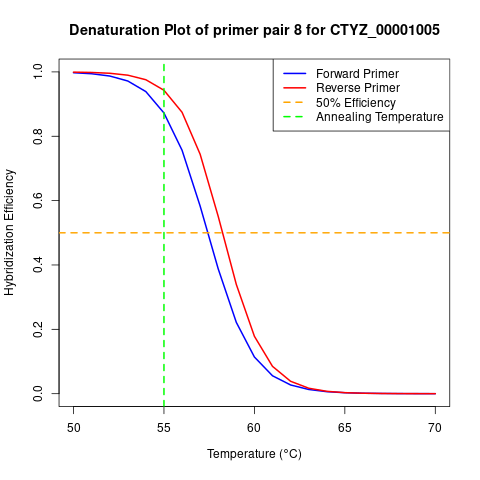 Denaturation Plot of primer pair 8 for CTYZ_00001005
Forward Primer
Reverse Primer
50% Efficiency
Annealing Temperature
Hybridization Efficiency
1.0
0.8
0.6
0.4
0.2
0.0
50
55
60
65
70
Temperature (°C)